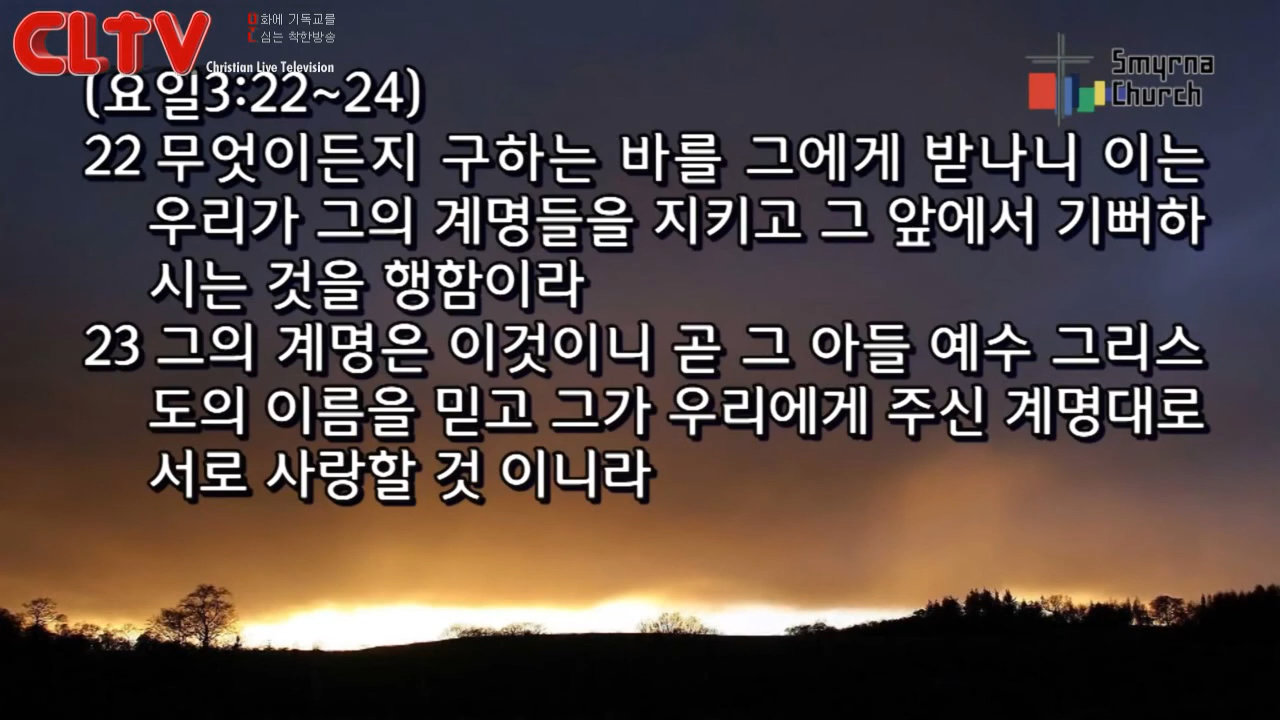 CLTV
화에 기독교를
심는 착한방송
Christian Live Television
Smyrna
Church
(요일3:22~24)
22 무엇이든지 구하는 바를 그에게 받나니 이는
우리가 그의 계명들을 지키고 그 앞에서 기뻐하
시는 것을 행함이라
23 그의 계명은 이것이니 곧 그 아들 예수 그리스
도의 이름을 믿고 그가 우리에게 주신 계명대로
서로 사랑할 것 이니라